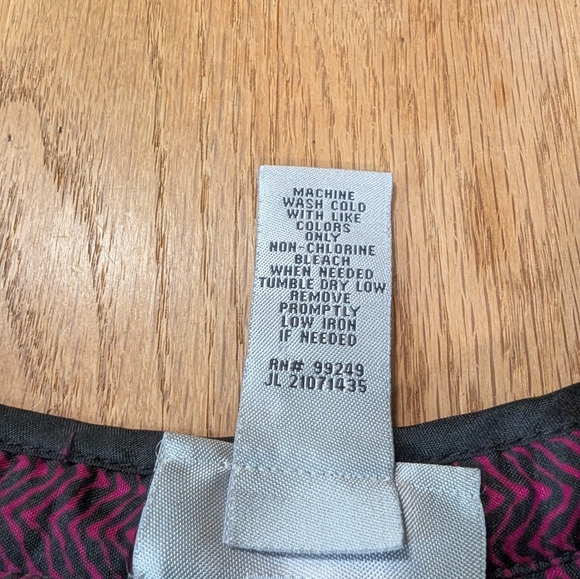 MACHINE
WASH COLD
WITH LIKE
COLORS
ONLY
NON-CHLORINE
BLEACH
WHEN NEEDED
TUMBLE DRY LOW
REMOVE
PROMPTLY
LOW IRON
IF NEEDED
RN# 99249
JL 21071435